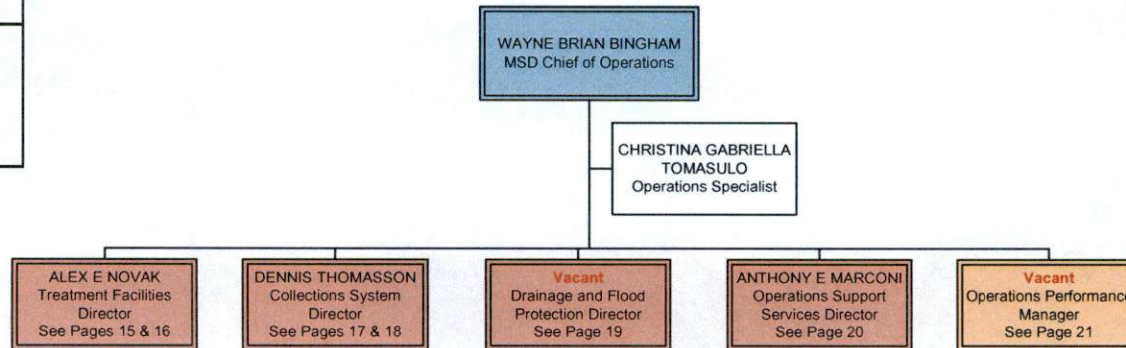 WAYNE BRIAN BINGHAM
MSD Chief of Operations
CHRISTINA GABRIELLA
TOMASULO
Operations Specialist
ALEX E NOVAK
Treatment Facilities
Director
See Pages 15 & 16
DENNIS THOMASSON
Collections System
Director
See Pages 17 & 18
Vacant
Drainage and Flood
Protection Director
See Page 19
ANTHONY E MARCONI
Operations Support
Services Director
See Page 20
Vacant
Operations Performance
Manager
See Page 21